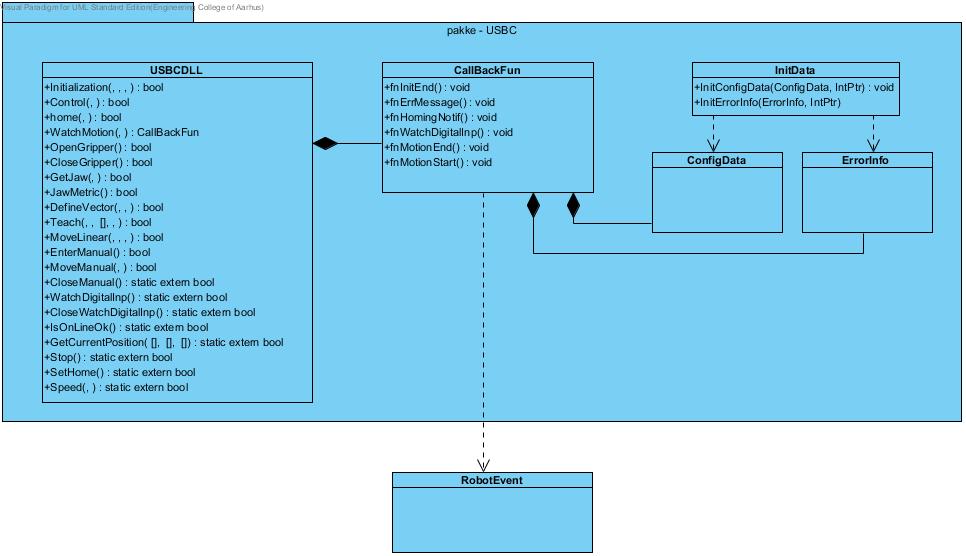 Visual Paradigm for UML Standard Edition(Engineering College of Aarhus)
pakke - USBC
USBCDLL
+Initialization(, , , ) : bool
+Control(, ) : bool
+home(, ) : bool
+WatchMotion(, ) : CallBackFun
+OpenGripper() : bool
+CloseGripper() : bool
+GetJaw(, ) : bool
+JawMetric() : bool
+DefineVector(, , ) : bool
+Teach(, , [], , ) : bool
+MoveLinear(, , , ) : bool
+EnterManual() : bool
+MoveManual(, ) : bool
+CloseManual() : static extern bool
+WatchDigitalInp() : static extern bool
+CloseWatchDigitalInp() : static extern bool
+IsOnLineOk() : static extern bool
+GetCurrentPosition( [], [], []) : static extern bool
+Stop() : static extern bool
+SetHome() : static extern bool
+Speed(, ) : static extern bool
CallBackFun
+fnInitEnd() : void
+fnErrMessage() : void
+fnHomingNotif() : void
+fnWatchDigitalInp() : void
+fnMotionEnd() : void
+fnMotionStart() : void
InitData
+InitConfigData(ConfigData, IntPtr) : void
+InitErrorInfo(ErrorInfo, IntPtr)
ConfigData
ErrorInfo
RobotEvent